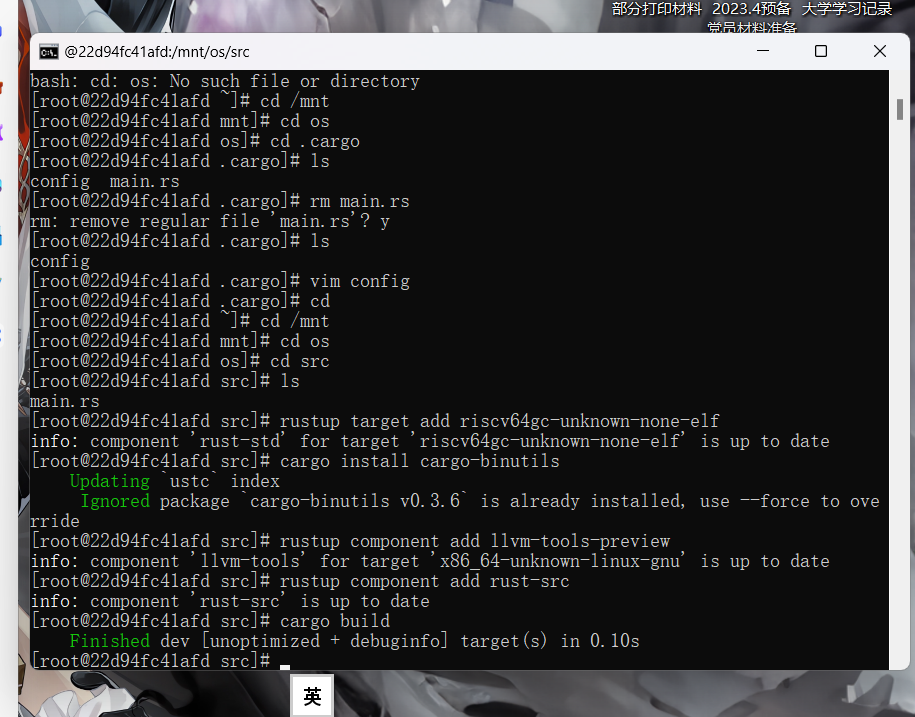 部分打印材料 2023.4预备 大学学习记录
党员材料准备
@22d94fc41afd:/mnt/os/src
bash: cd: os: No such file or directory
[root@22d94fc41afd ~]# cd /mnt
[root@22d94fc41afd mnt]# cd os
[root@22d94fc41afd os]# cd .cargo
[root@22d94fc41afd .cargo]# ls
config  main.rs
[root@22d94fc41afd .cargo]# rm main.rs
rm: remove regular file 'main.rs'? y
[root@22d94fc41afd .cargo]# ls
config
[root@22d94fc41afd .cargo]# vim config
[root@22d94fc41afd .cargo]# cd
[root@22d94fc41afd ~]# cd /mnt
[root@22d94fc41afd mnt]# cd os
[root@22d94fc41afd os]# cd src
[root@22d94fc41afd src]# ls
main.rs
[root@22d94fc41afd src]# rustup target add riscv64gc-unknown-none-elf
info: component 'rust-std' for target 'riscv64gc-unknown-none-elf' is up to date
[root@22d94fc41afd src]# cargo install cargo-binutils
    Updating `ustc` index
     Ignored package `cargo-binutils v0.3.6` is already installed, use --force to ove
rride
[root@22d94fc41afd src]# rustup component add llvm-tools-preview
info: component 'llvm-tools' for target 'x86_64-unknown-linux-gnu' is up to date
[root@22d94fc41afd src]# rustup component add rust-src
info: component 'rust-src' is up to date
[root@22d94fc41afd src]# cargo build
    Finished dev [unoptimized + debuginfo] target(s) in 0.10s
[root@22d94fc41afd src]#
英